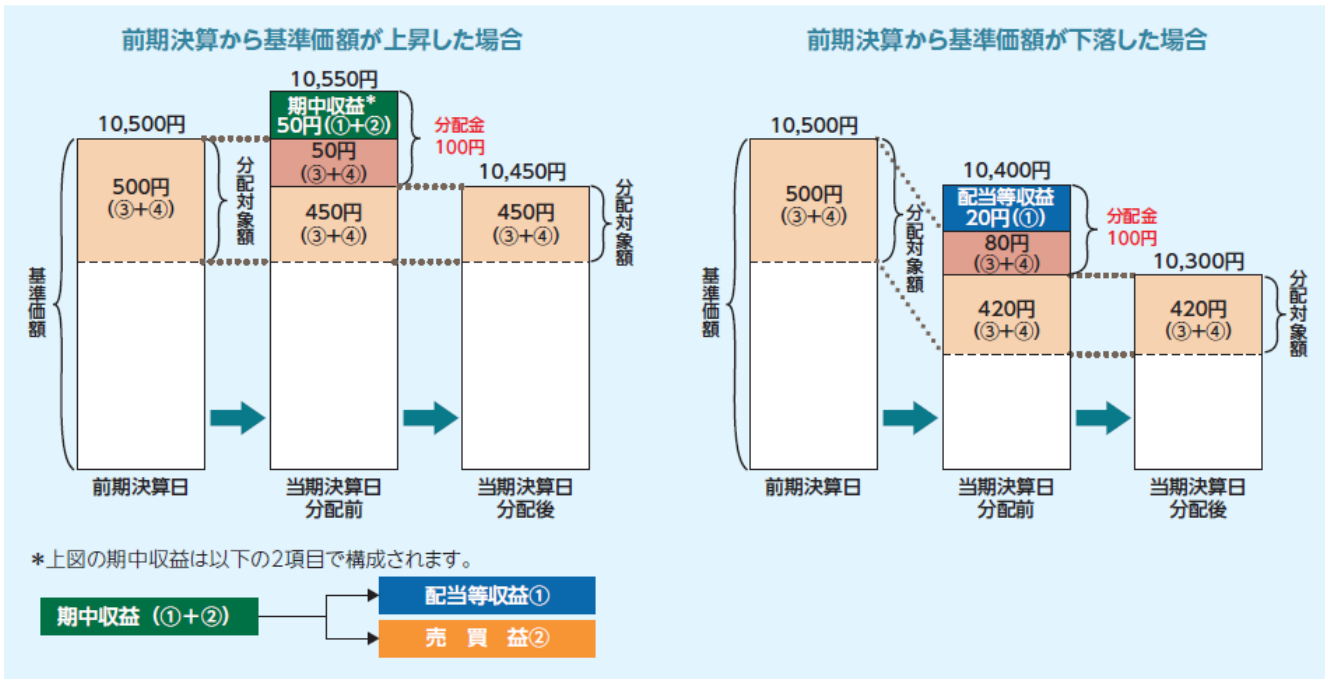 前期決算から基準価額が上昇した場合
10,500円
500円
(③+④)
分配対象額
基準価額
前期決算日
10,550円
期中収益*
50円(①+②)
50円
(③+④)
450円
(③+④)
分配金
100円
当期決算日
分配前
10,450円
450円
(③+④)
分配対象額
当期決算日
分配後
前期決算から基準価額が下落した場合
10,500円
500円
(③+④)
分配対象額
基準価額
前期決算日
10,400円
配当等収益
20円(①)
80円
(③+④)
420円
(③+④)
分配金
100円
当期決算日
分配前
10,300円
420円
(③+④)
分配対象額
当期決算日
分配後
*上図の期中収益は以下の2項目で構成されます。
期中収益(①+②)
配当等収益①
売 買 益②